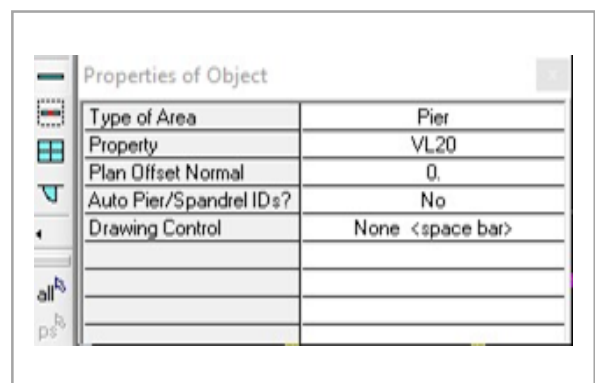 Properties of Object
Type of Area Pier
Property VL20
Plan Offset Normal 0.
Auto Pier/Spandrel IDs? No
Drawing Control None <space bar>
all
ps